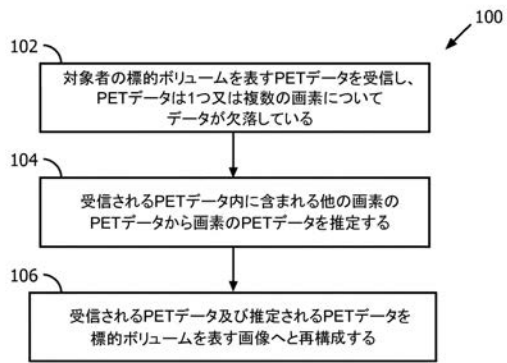 100
102
対象者の標的ボリュームを表すPETデータを受信し、
PETデータは1つ又は複数の画素について
データが欠落している
104
受信されるPETデータ内に含まれる他の画素の
PETデータから画素のPETデータを推定する
106
受信されるPETデータ及び推定されるPETデータを
標的ボリュームを表す画像へと再構成する